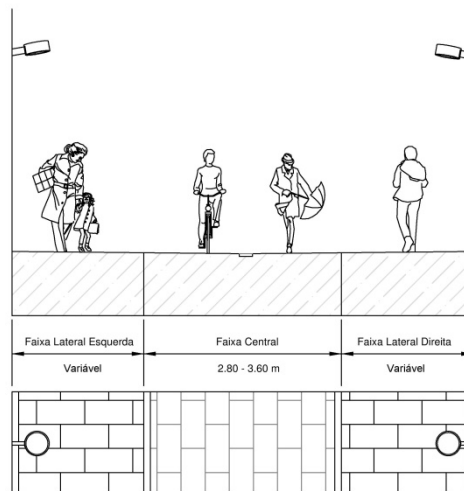 Faixa Lateral Esquerda
Faixa Central
Faixa Lateral Direita
Variável
2.80 - 3.60 m
Variável